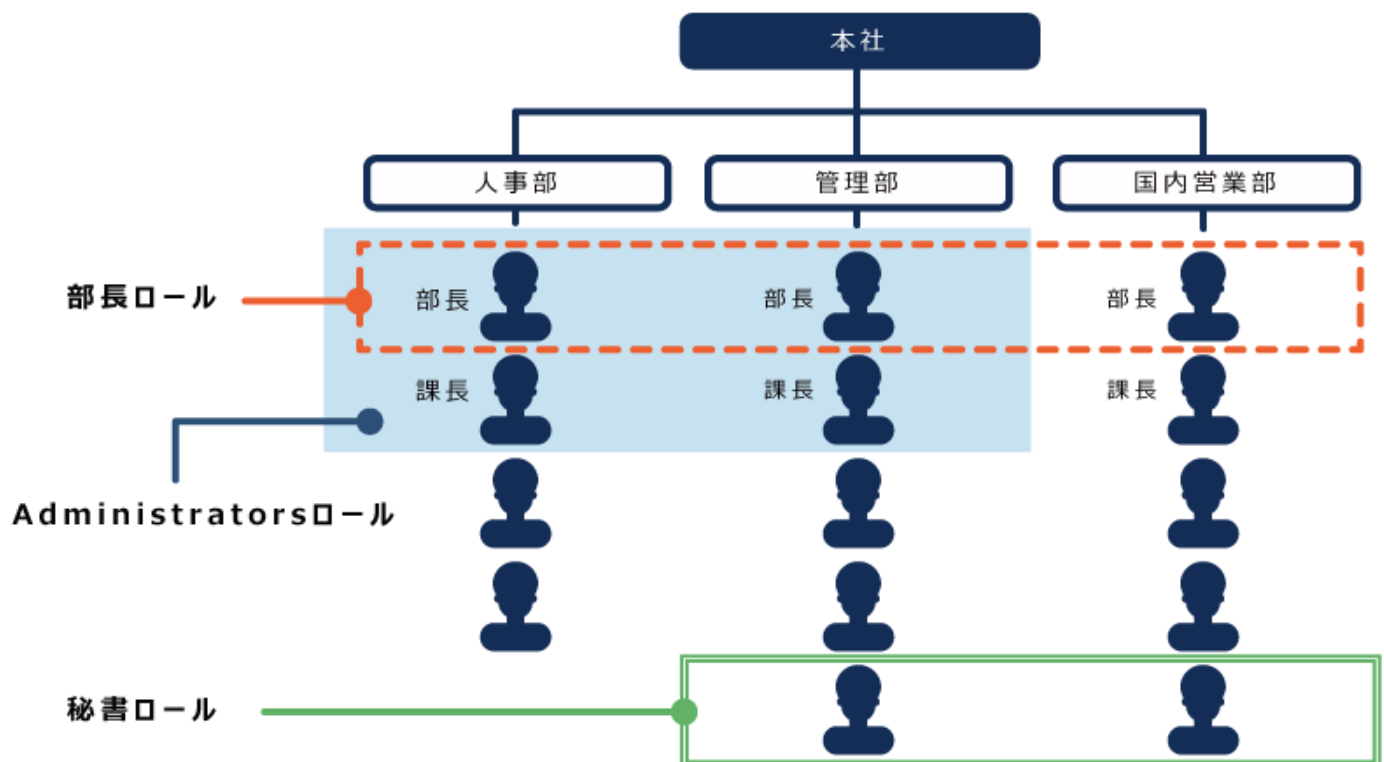 本社
人事部
管理部
国内営業部
部長ロール
部長
部長
部長
課長
課長
課長
Administratorsロール
秘書ロール